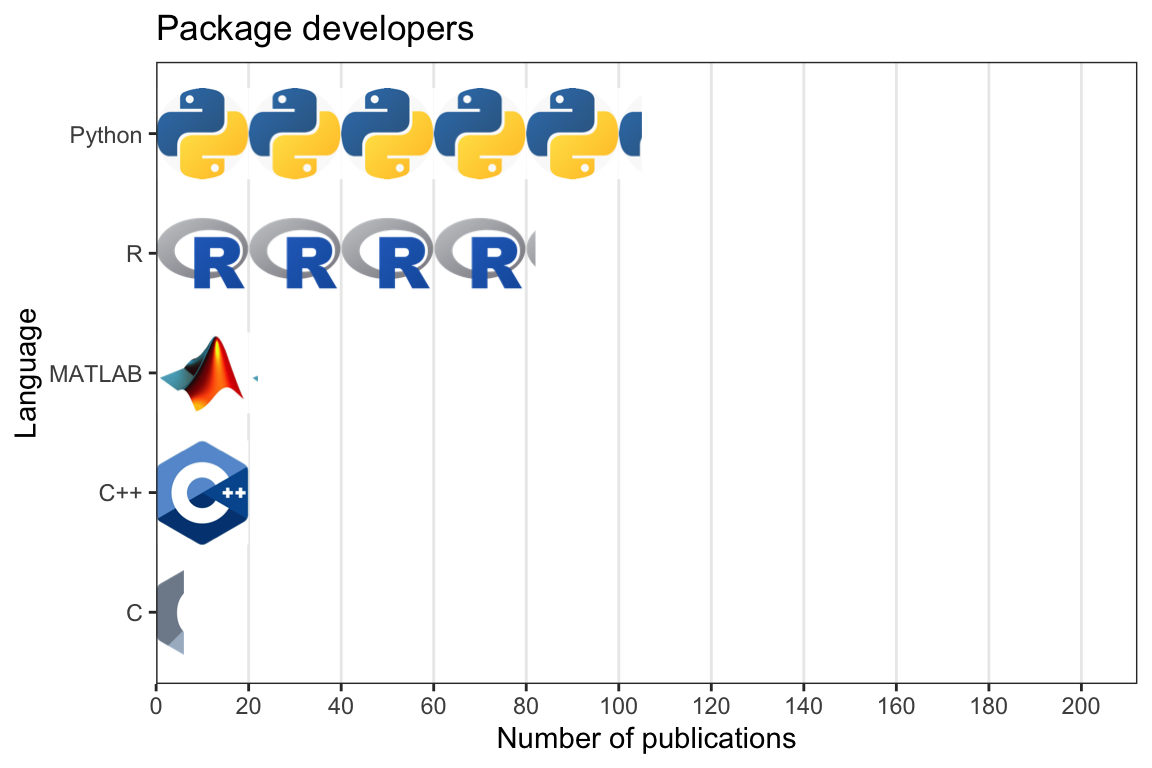 Package developers
Python
R
MATLAB
C++
C
Language
R R R R
C++
0 20 40 60 80 100 120 140 160 180 200
Number of publications